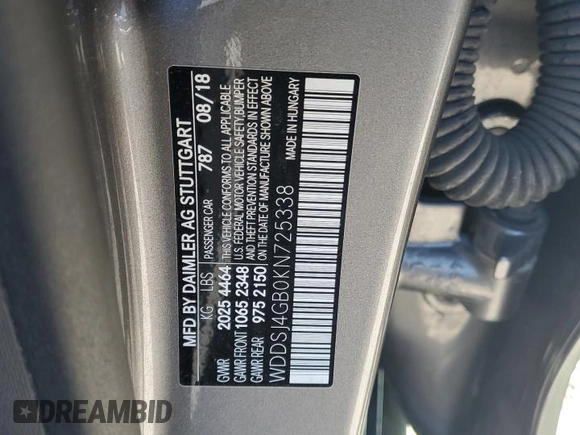 MFD BY DAIMLER AG STUTTGART
KG LBS PASSENGER CAR 787 08/18
GVWR 2025 4464 THIS VEHICLE CONFORMS TO ALL APPLICABLE
GAWR FRONT 1065 2348 U.S. FEDERAL MOTOR VEHICLE SAFETY, BUMPER
GAWR REAR 975 2150 AND THEFT PREVENTION STANDARDS IN EFFECT
ON THE DATE OF MANUFACTURE SHOWN ABOVE
WDDSJ4GB0KN725338 MADE IN HUNGARY
DREAMBID